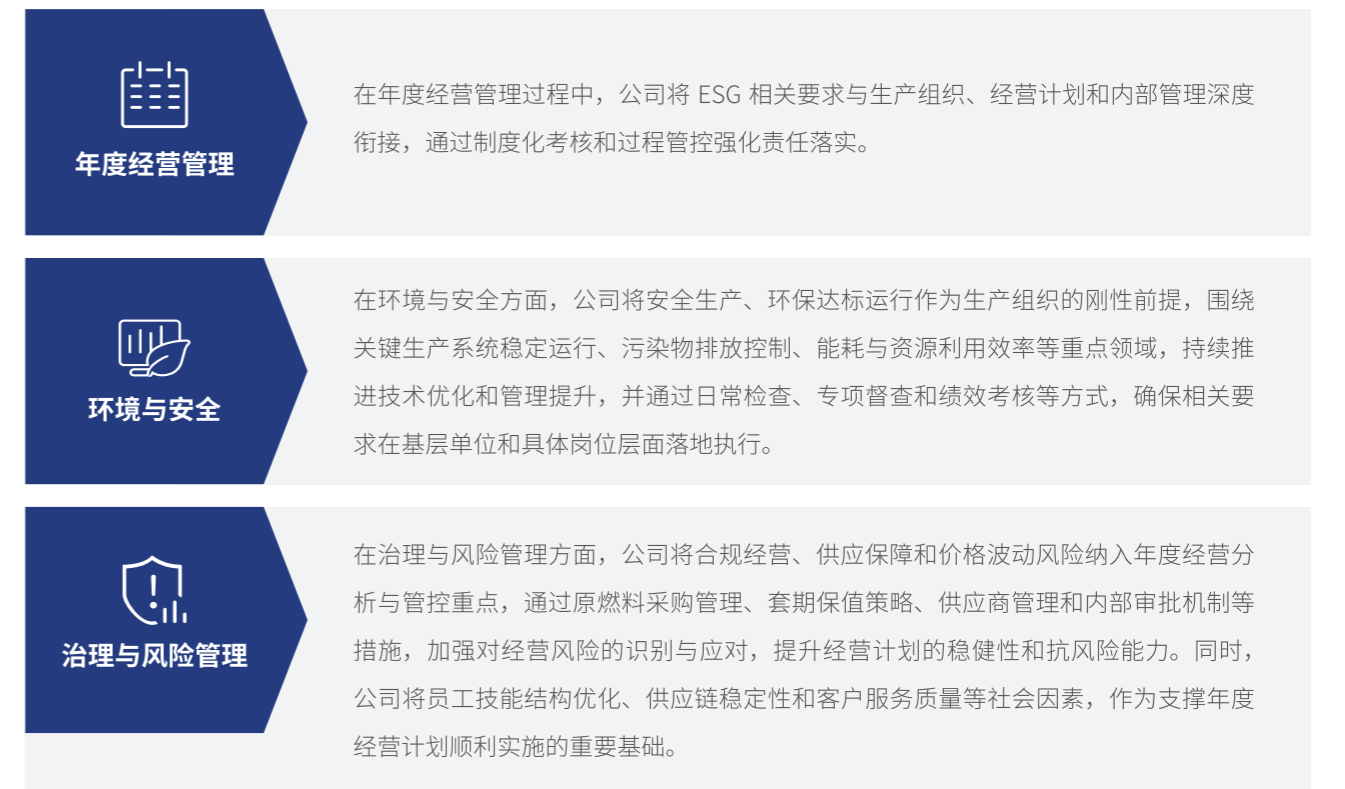 年度经营管理
在年度经营管理过程中，公司将 ESG 相关要求与生产组织、经营计划和内部管理深度
衔接，通过制度化考核和过程管控强化责任落实。
环境与安全
在环境与安全方面，公司将安全生产、环保达标运行作为生产组织的刚性前提，围绕
关键生产系统稳定运行、污染物排放控制、能耗与资源利用效率等重点领域，持续推
进技术优化和管理提升，并通过日常检查、专项督查和绩效考核等方式，确保相关要
求在基层单位和具体岗位层面落地执行。
治理与风险管理
在治理与风险管理方面，公司将合规经营、供应保障和价格波动风险纳入年度经营分
析与管控重点，通过原燃料采购管理、套期保值策略、供应商管理和内部审批机制等
措施，加强对经营风险的识别与应对，提升经营计划的稳健性和抗风险能力。同时，
公司将员工技能结构优化、供应链稳定性和客户服务质量等社会因素，作为支撑年度
经营计划顺利实施的重要基础。